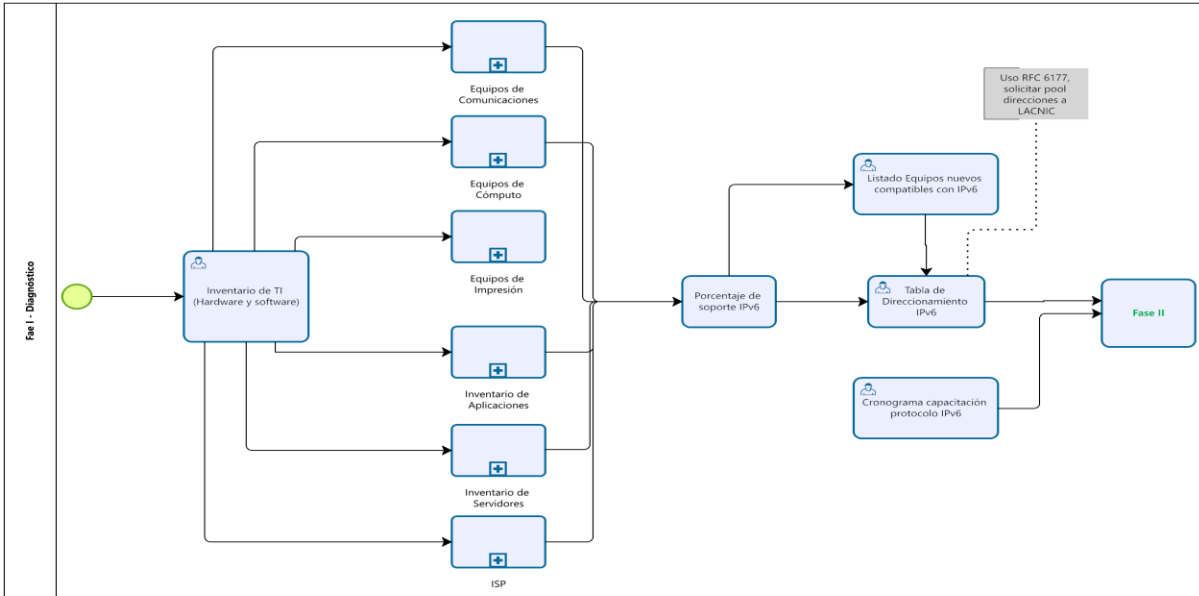 Fae I - Diagnóstico
Inventario de TI
(Hardware y software)
Equipos de
Comunicaciones
Equipos de
Cómputo
Equipos de
Impresión
Inventario de
Aplicaciones
Inventario de
Servidores
ISP
Porcentaje de
soporte IPv6
Uso RFC 6177,
solicitar pool
direcciones a
LACNIC
Listado Equipos nuevos
compatibles con IPv6
Tabla de
Direccionamiento
IPv6
Cronograma capacitación
protocolo IPv6
Fase II